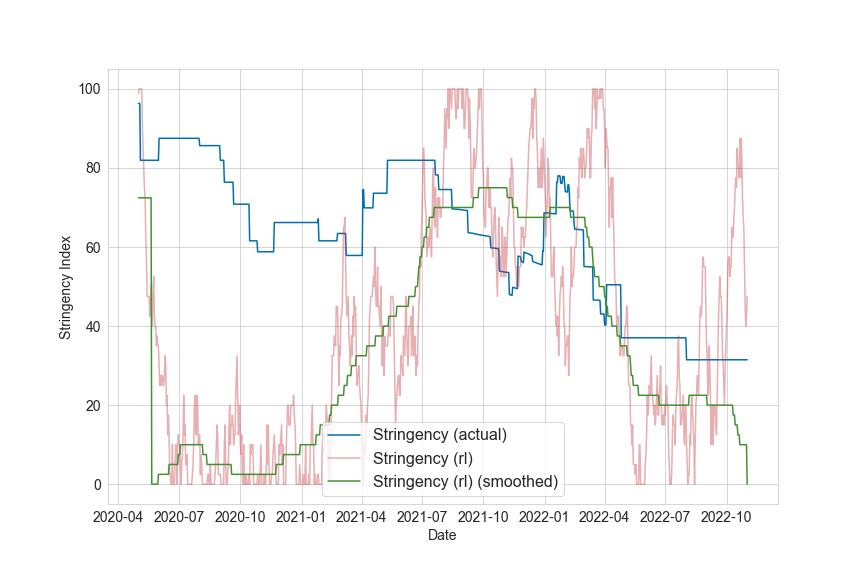 100
80
60
40
20
0
Stringency Index
Stringency (actual)
Stringency (rl)
Stringency (rl) (smoothed)
2020-04 2020-07 2020-10 2021-01 2021-04 2021-07 2021-10 2022-01 2022-04 2022-07 2022-10
Date